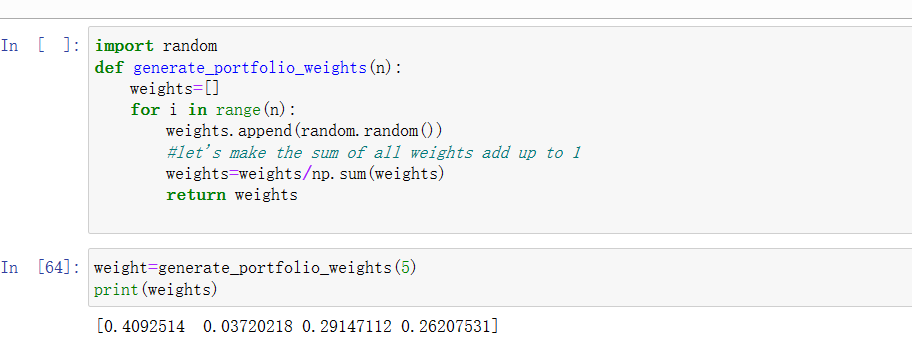 In [ ]:
import random
def generate_portfolio_weights(n):
    weights=[]
    for i in range(n):
        weights.append(random.random())
        #let's make the sum of all weights add up to 1
        weights=weights/np.sum(weights)
        return weights
In [64]:
weight=generate_portfolio_weights(5)
print(weights)
[0.4092514  0.03720218 0.29147112 0.26207531]